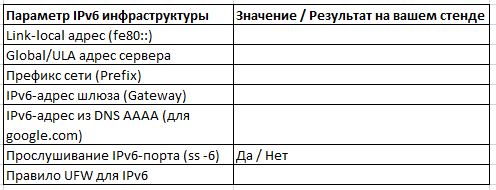 Параметр IPv6 инфраструктуры Значение / Результат на вашем стенде
Link-local адрес (fe80::)
Global/ULA адрес сервера
Префикс сети (Prefix)
IPv6-адрес шлюза (Gateway)
IPv6-адрес из DNS AAAA (для
google.com)
Прослушивание IPv6-порта (ss -6) Да / Нет
Правило UFW для IPv6